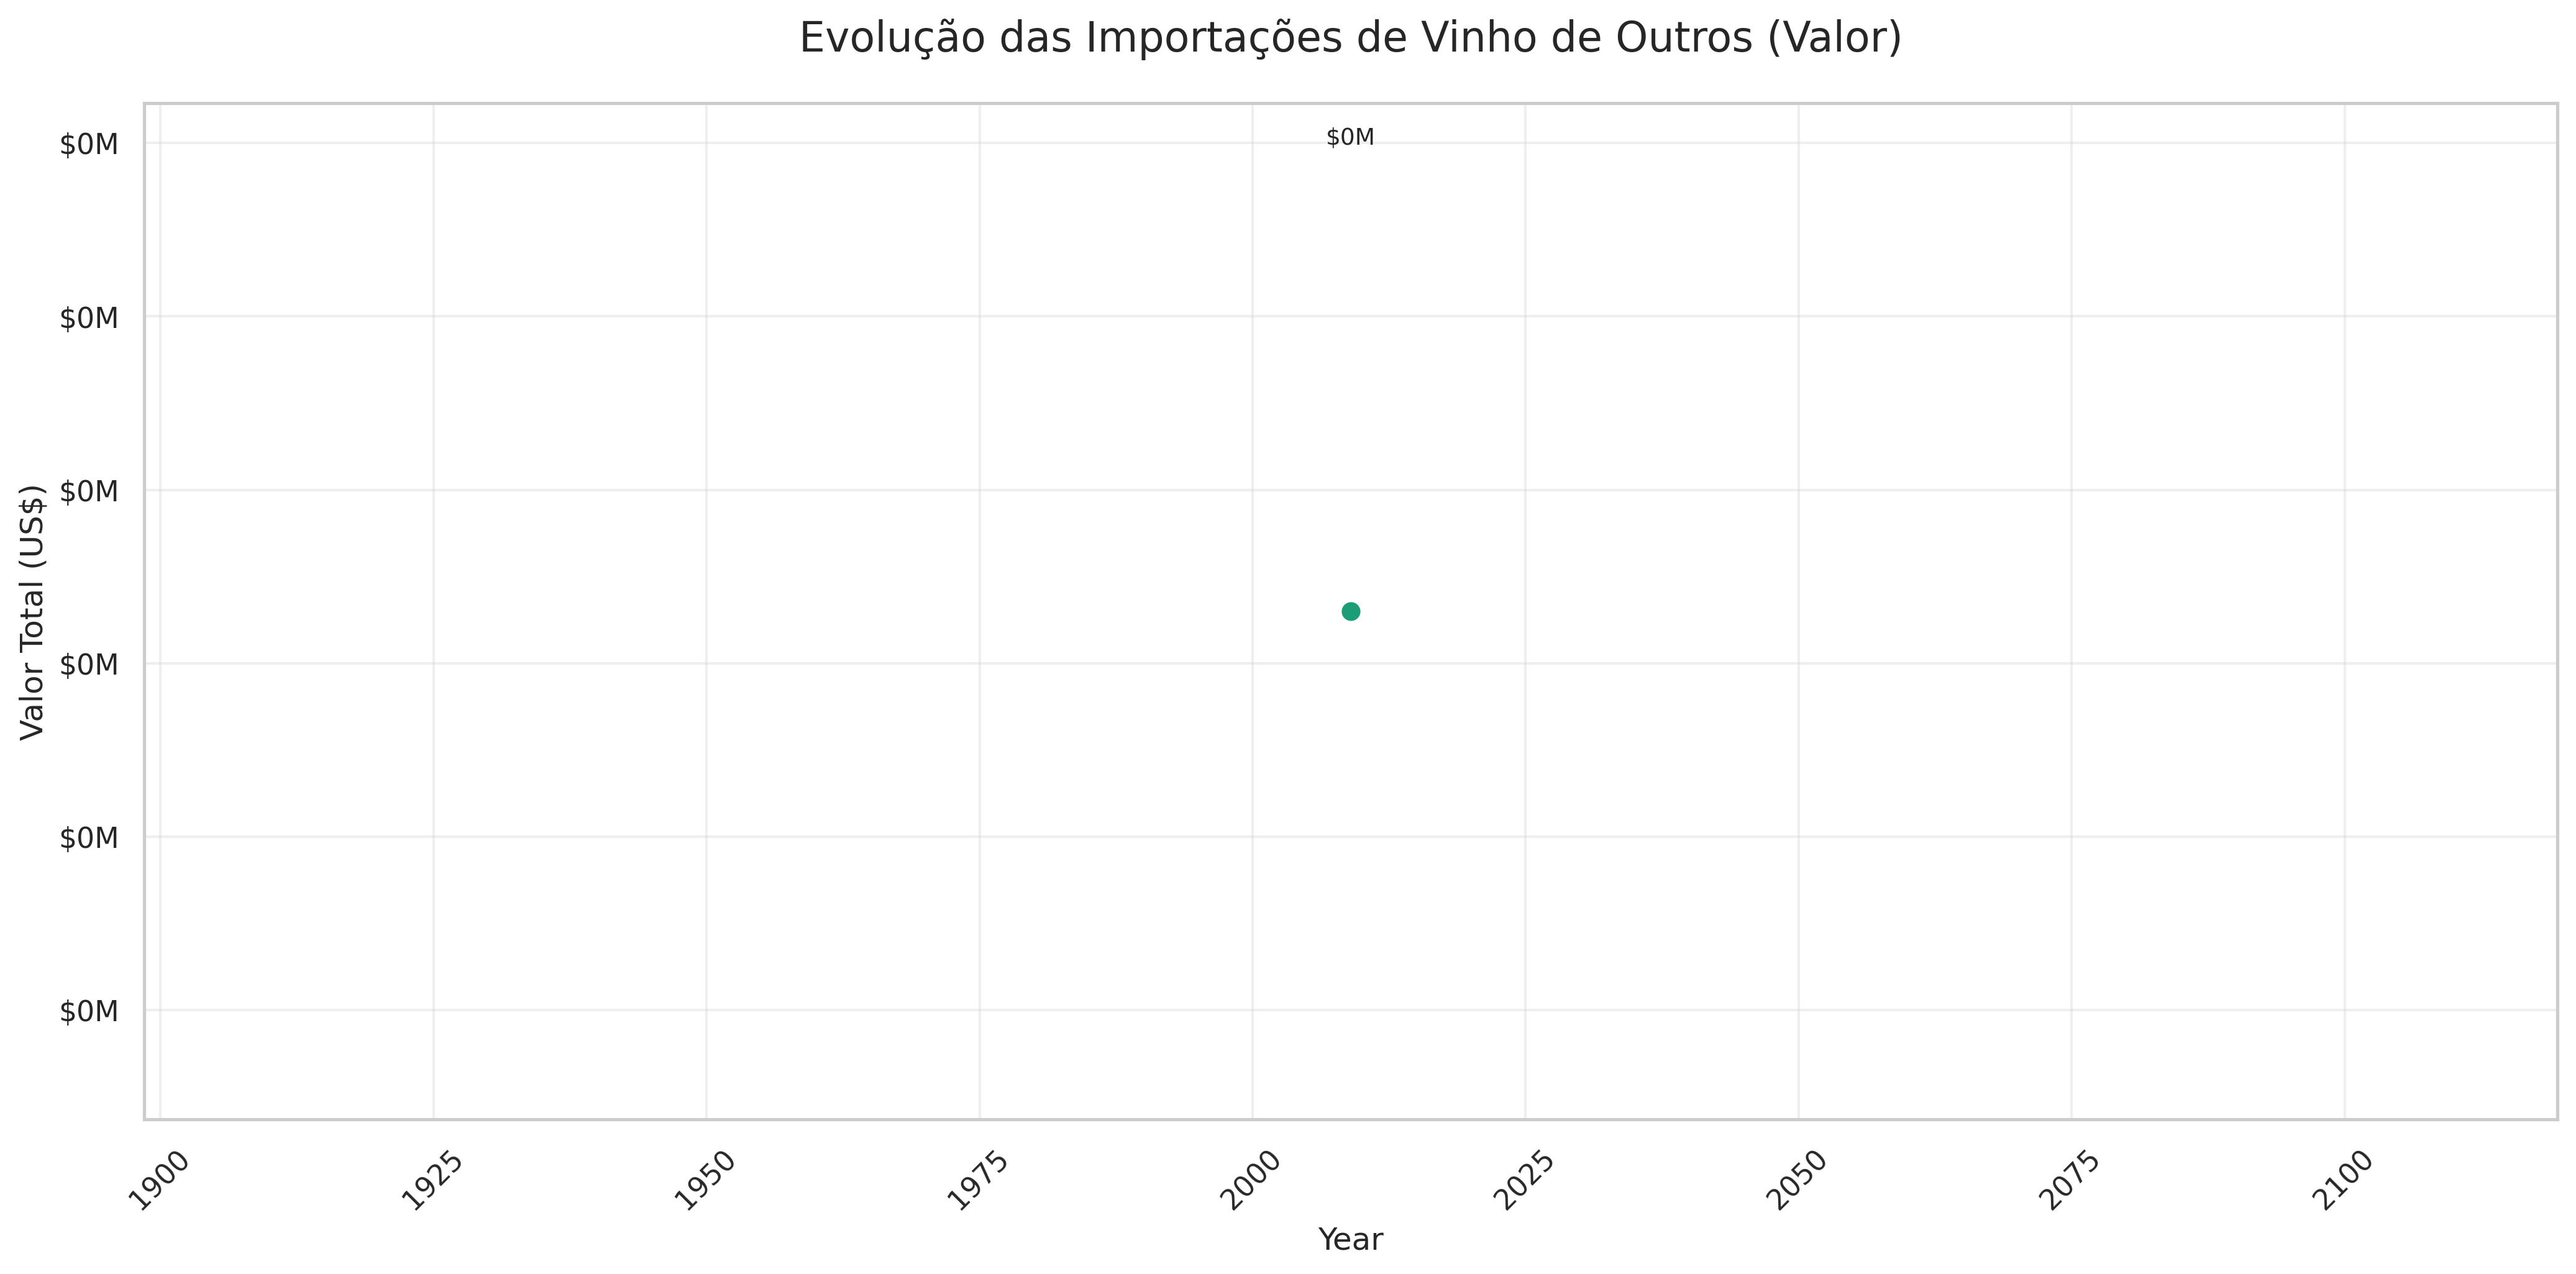 Evolução das Importações de Vinho de Outros (Valor)
$0M
$0M
$0M
$0M
$0M
$0M
$0M
Valor Total (US$)
1900
1925
1950
1975
2000
2025
2050
2075
2100
Year